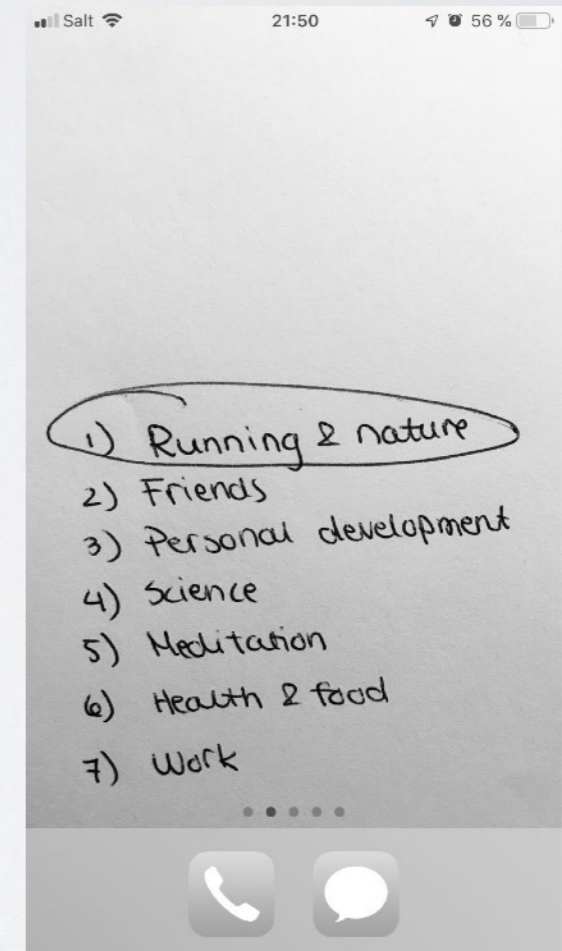 Salt
21:50
56 %
1) Running & nature
2) Friends
3) Personal development
4) Science
5) Meditation
6) Health & food
7) Work